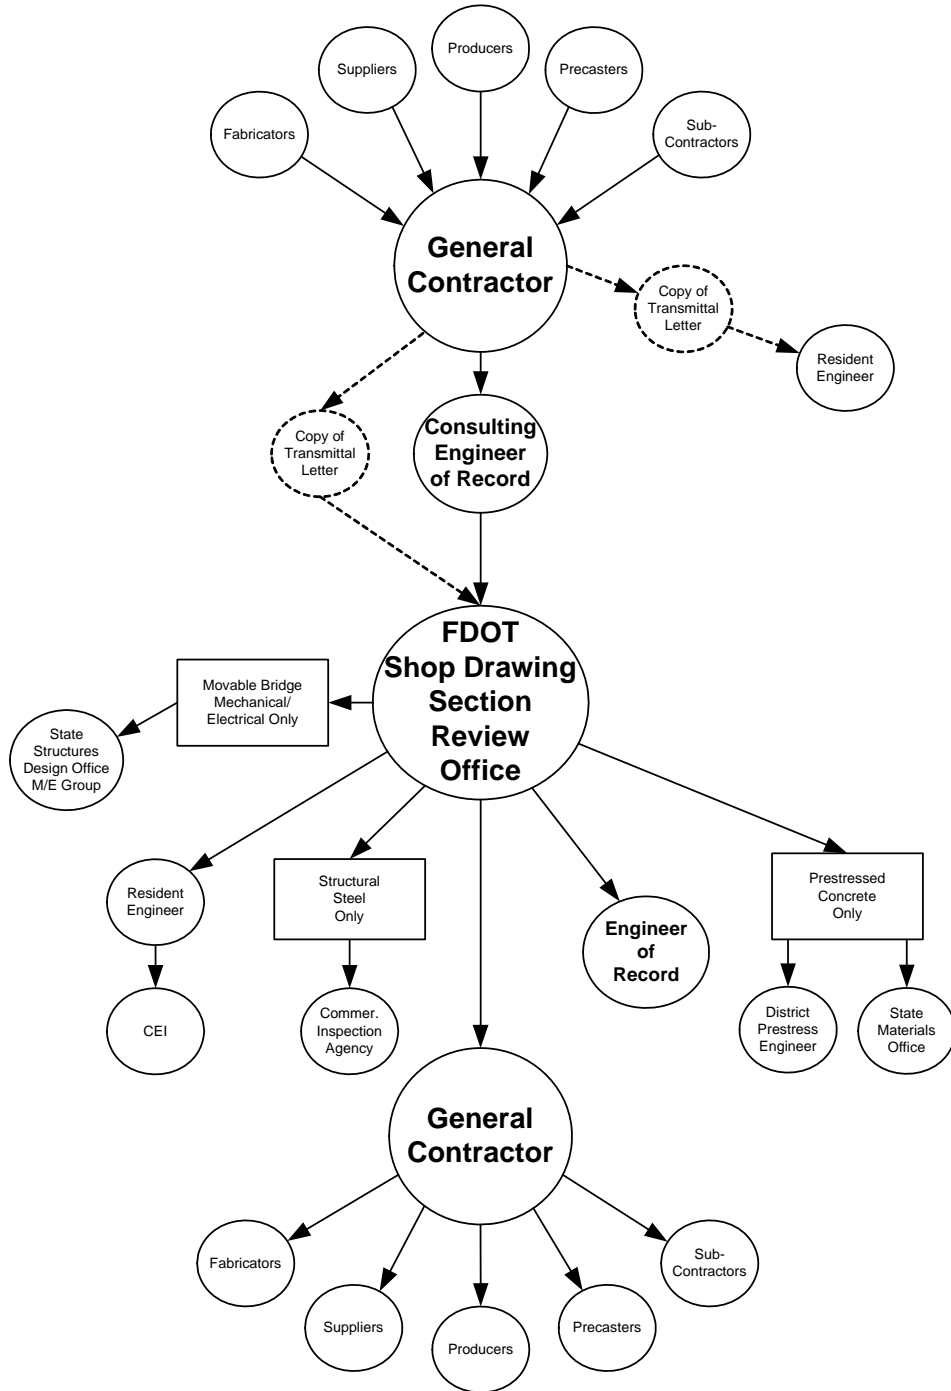 Producers
Suppliers
Precasters
Fabricators
Sub-
Contractors
General
Contractor
Copy of
Transmittal
Letter
Resident
Engineer
Copy of
Transmittal
Letter
Consulting
Engineer
of Record
FDOT
Shop Drawing
Section
Review
Office
Movable Bridge
Mechanical/
Electrical Only
State
Structures
Design Office
M/E Group
Resident
Engineer
Structural
Steel
Only
Engineer
of
Record
Prestressed
Concrete
Only
CEI
Commer.
Inspection
Agency
District
Prestress
Engineer
State
Materials
Office
General
Contractor
Fabricators
Sub-
Contractors
Suppliers
Precasters
Producers